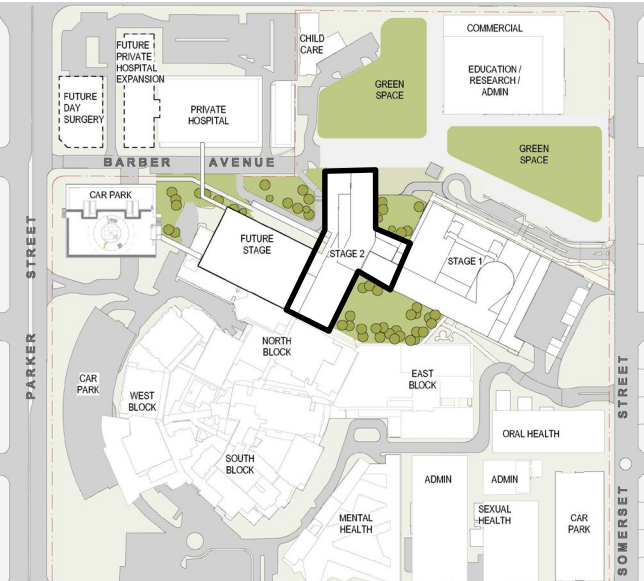 COMMERCIAL
FUTURE
PRIVATE
HOSPITAL
EXPANSION
CHILD
CARE
EDUCATION /
RESEARCH /
ADMIN
GREEN
SPACE
FUTURE
DAY
SURGERY
PRIVATE
HOSPITAL
GREEN
SPACE
BARBER AVENUE
CAR PARK
FUTURE
STAGE
STAGE 2
STAGE 1
PARKER STREET
NORTH
BLOCK
EAST
BLOCK
CAR
PARK
WEST
BLOCK
SOUTH
BLOCK
ORAL HEALTH
ADMIN
ADMIN
SEXUAL
HEALTH
MENTAL
HEALTH
CAR
PARK
SOMERSET STREET